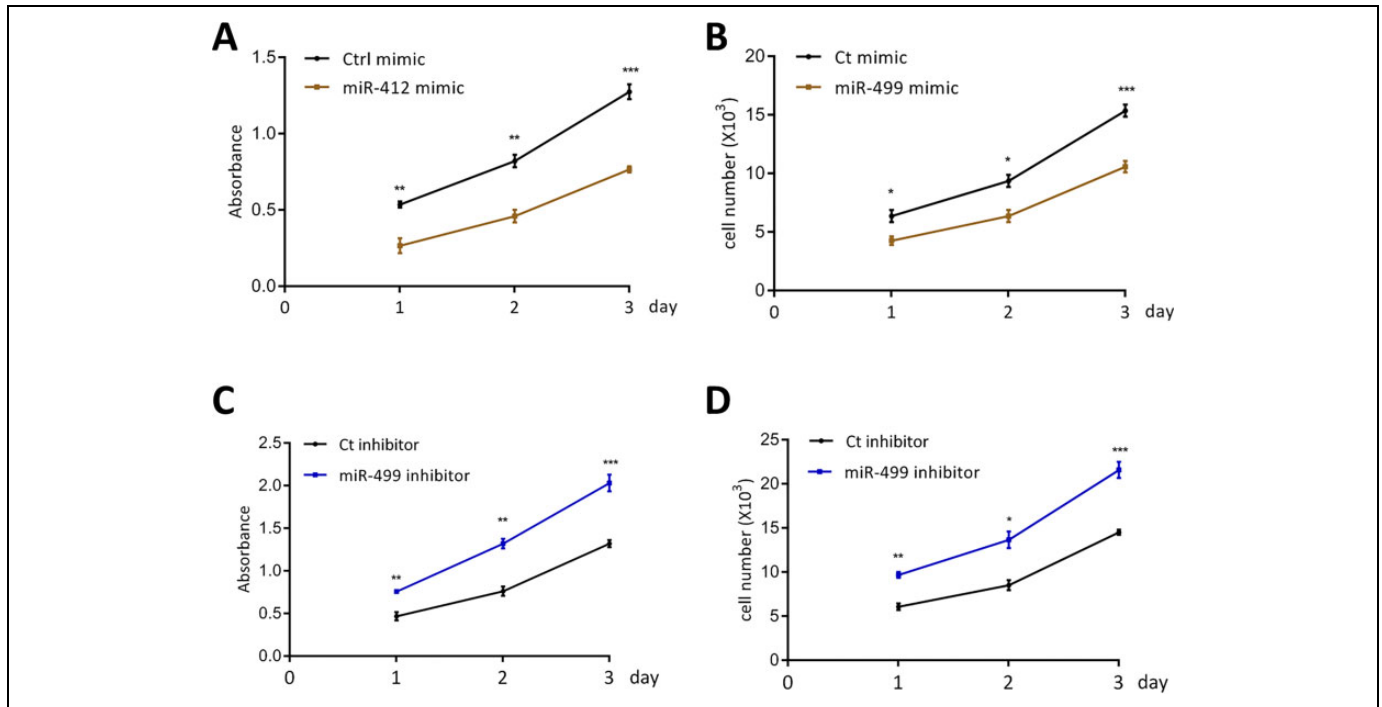 A
Ctrl mimic
miR-412 mimic
Absorbance
1.5
1.0
0.5
0.0
**
**
***
0
1
2
3
day
B
Ct mimic
miR-499 mimic
cell number (X10³)
20
15
10
5
0
*
*
***
0
1
2
3
day
C
Ct inhibitor
miR-499 inhibitor
Absorbance
2.5
2.0
1.5
1.0
0.5
0.0
**
**
***
0
1
2
3
day
D
Ct inhibitor
miR-499 inhibitor
cell number (X10³)
25
20
15
10
5
0
**
*
***
0
1
2
3
day